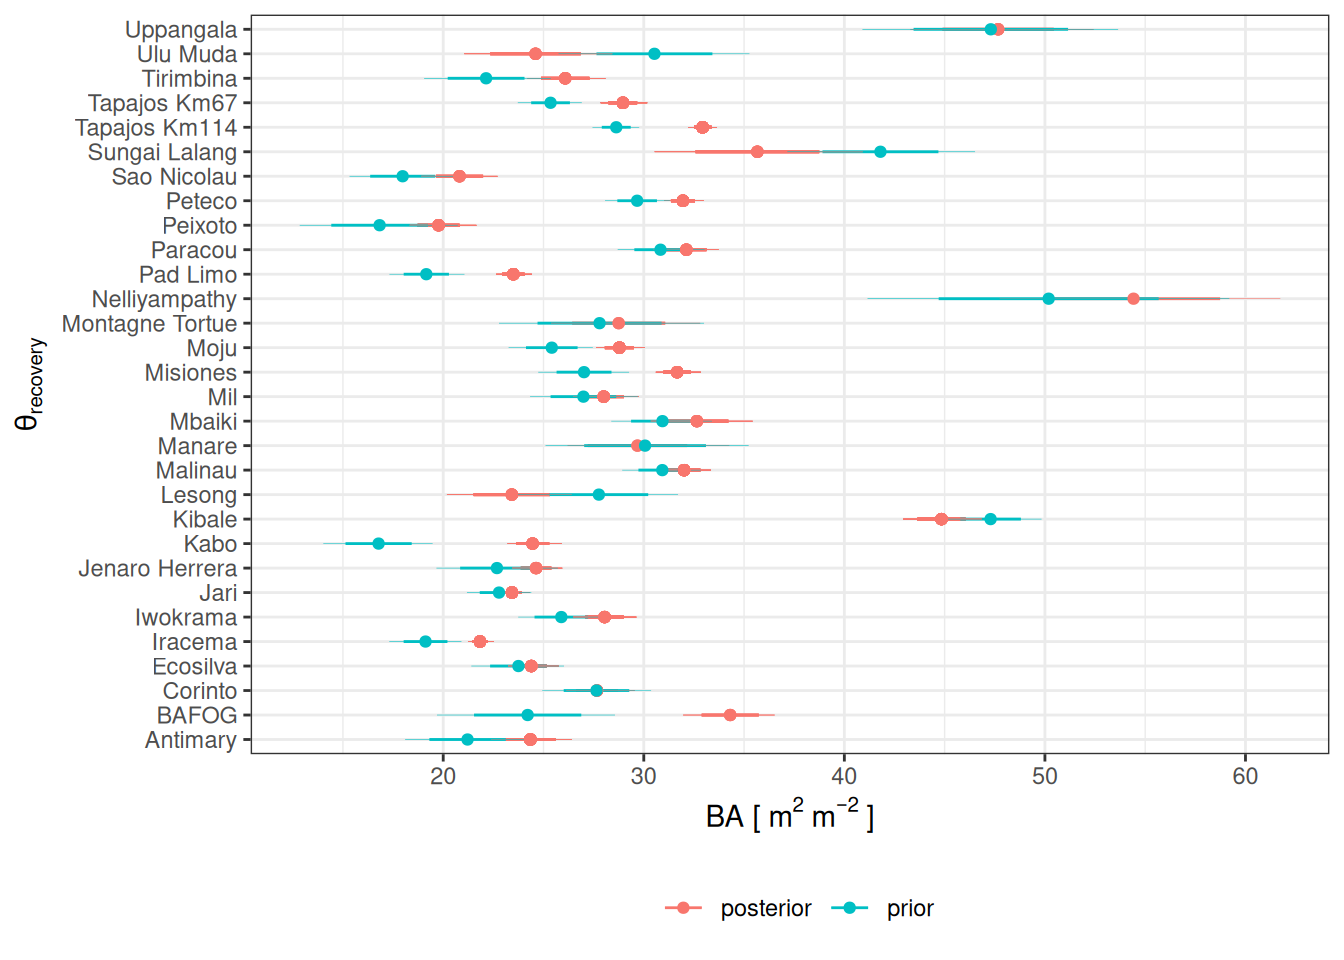 Uppangala
Ulu Muda
Tirimbina
Tapajos Km67
Tapajos Km114
Sungai Lalang
Sao Nicolau
Peteco
Peixoto
Paracou
Pad Limo
Nelliyampathy
Montagne Tortue
Moju
Misiones
Mil
Mbaiki
Manare
Malinau
Lesong
Kibale
Kabo
Jenaro Herrera
Jari
Iwokrama
Iracema
Ecosilva
Corinto
BAFOG
Antimary
θrecovery
20 30 40 50 60
BA [ m² m⁻² ]
posterior prior